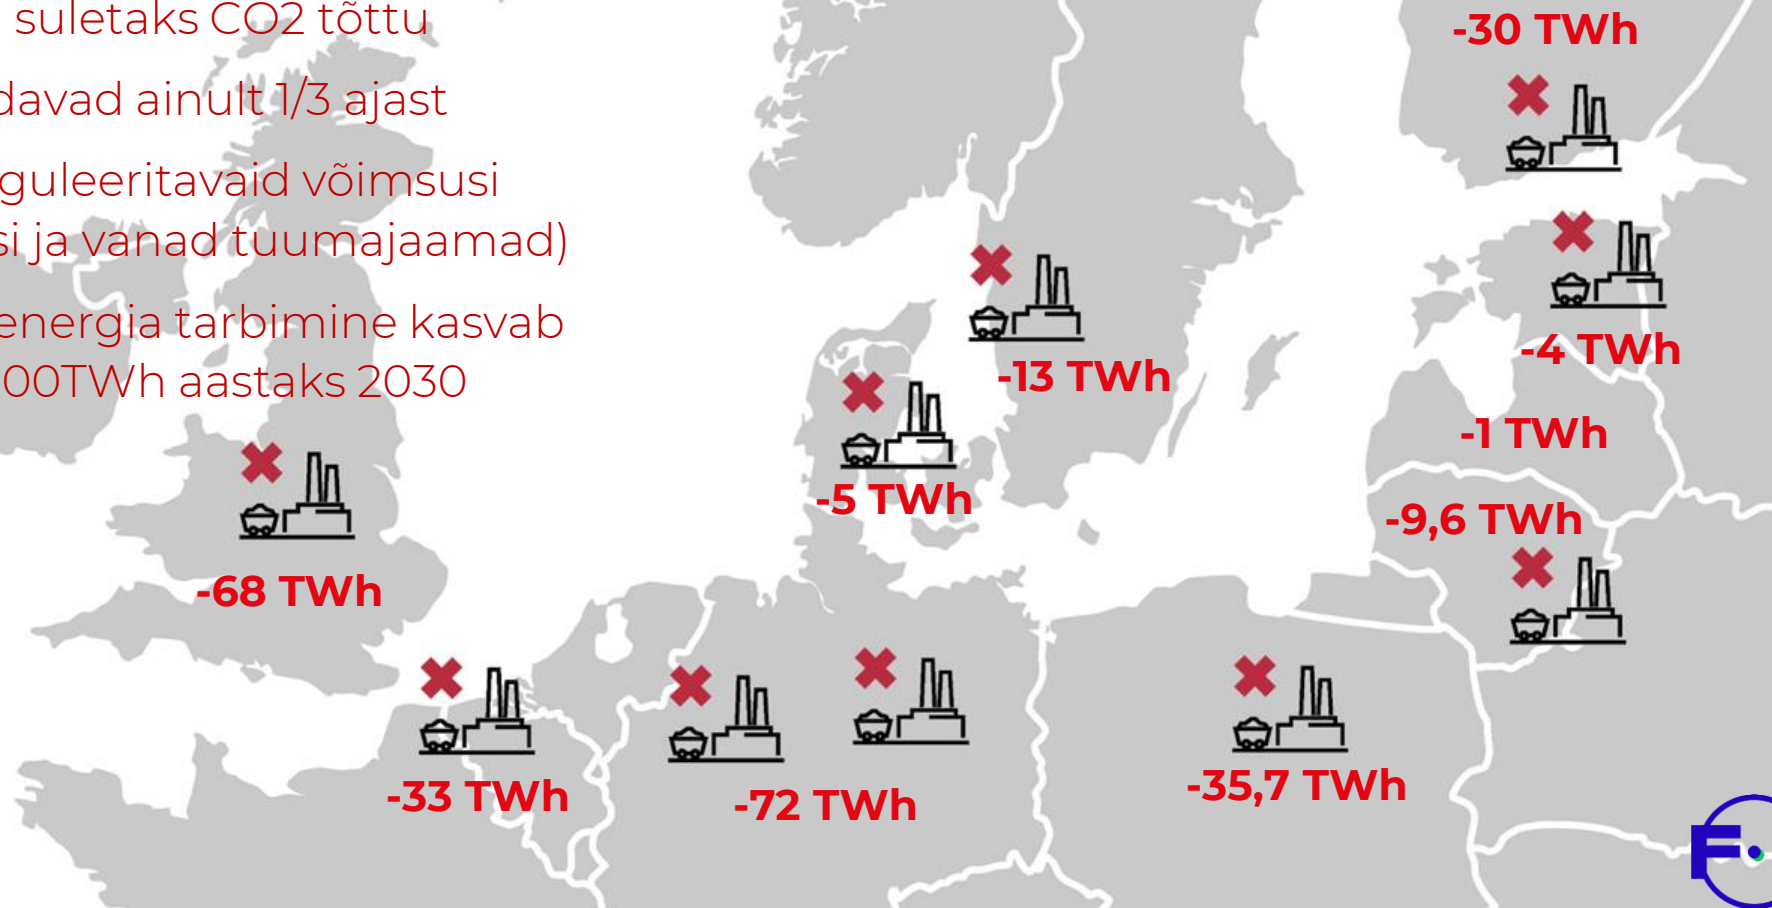 suletaks CO2 tõttu
davad ainult 1/3 ajast
guleeritavaid võimsusi
si ja vanad tuumajaamad)
energia tarbimine kasvab
00TWh aastaks 2030
-30 TWh
-4 TWh
-13 TWh
-1 TWh
-5 TWh
-9,6 TWh
-68 TWh
-33 TWh
-72 TWh
-35,7 TWh
F